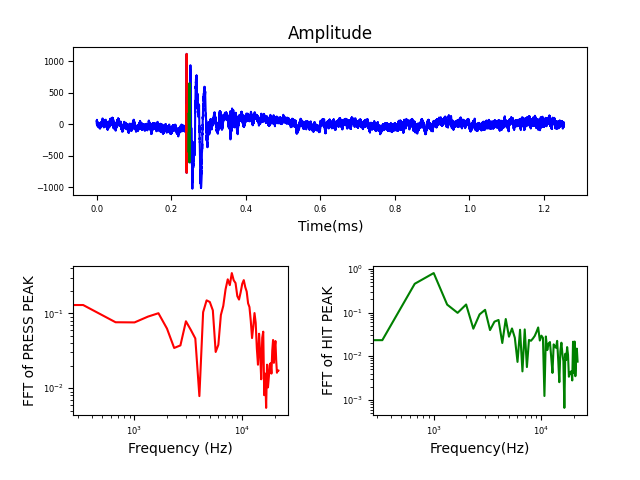 Amplitude
1000
500
0
−500
−1000
0.0 0.2 0.4 0.6 0.8 1.0 1.2
Time(ms)
FFT of PRESS PEAK
10⁻¹
10⁻²
10³ 10⁴
Frequency (Hz)
FFT of HIT PEAK
10⁰
10⁻¹
10⁻²
10⁻³
10³ 10⁴
Frequency(Hz)